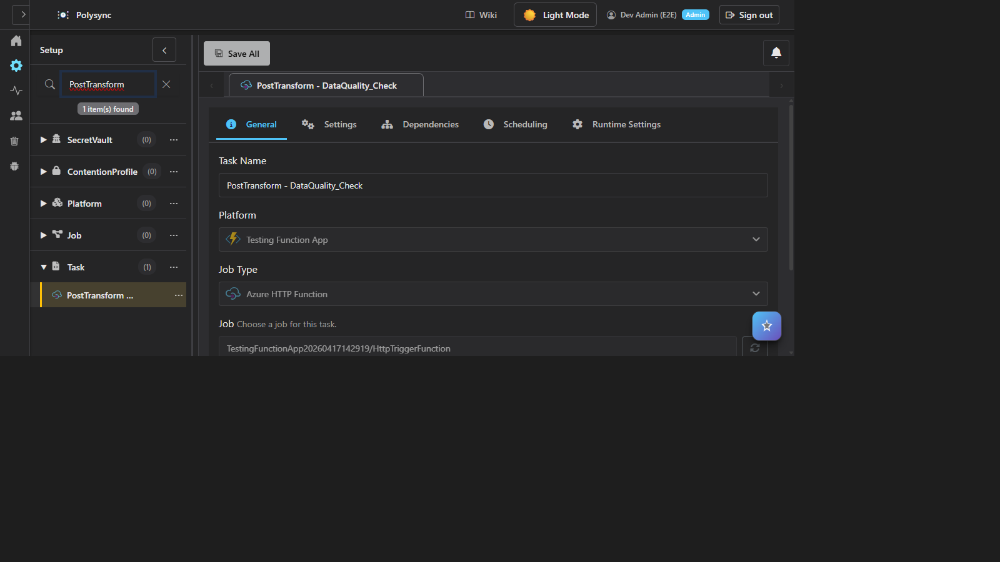 Polysync
Wiki
Light Mode
Dev Admin (E2E)
Admin
Sign out
Setup
PostTransform
1 item(s) found
SecretVault (0)
ContentionProfile (0)
Platform (0)
Job (0)
Task (1)
PostTransform ...
Save All
PostTransform - DataQuality_Check
General
Settings
Dependencies
Scheduling
Runtime Settings
Task Name
PostTransform - DataQuality_Check
Platform
Testing Function App
Job Type
Azure HTTP Function
Job Choose a job for this task.
TestingFunctionApp20260417142919/HttpTriggerFunction